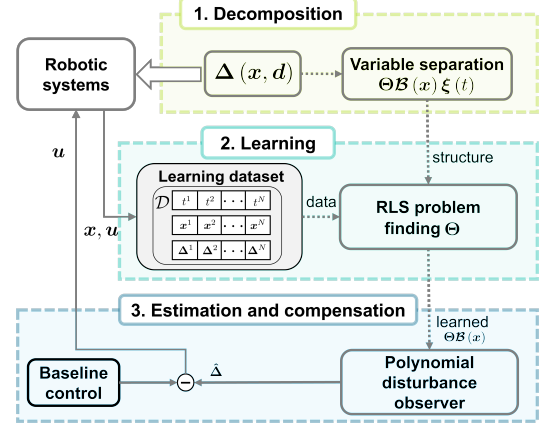 1. Decomposition
Robotic
systems
Δ (x, d)
Variable separation
ΘB (x) ξ (t)
u
structure
2. Learning
Learning dataset
D
t¹ t² ··· tᴺ
x¹ x² ··· xᴺ
Δ¹ Δ² ··· Δᴺ
data
RLS problem
finding Θ
x, u
3. Estimation and compensation
learned
ΘB (x)
Baseline
control
−
Δ̂
Polynomial
disturbance
observer